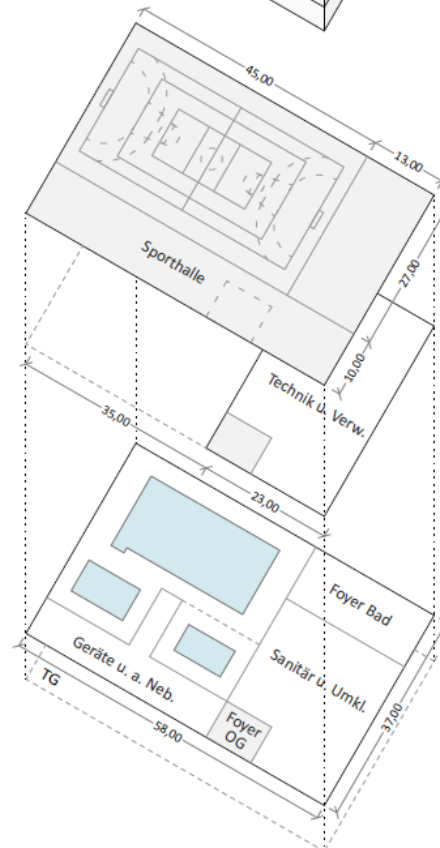 45,00
13,00
27,00
10,00
Sporthalle
Technik u. Verw.
35,00
23,00
Foyer Bad
Sanitär u. Umkl.
Geräte u. a. Neb.
Foyer
OG
TG
58,00
37,00